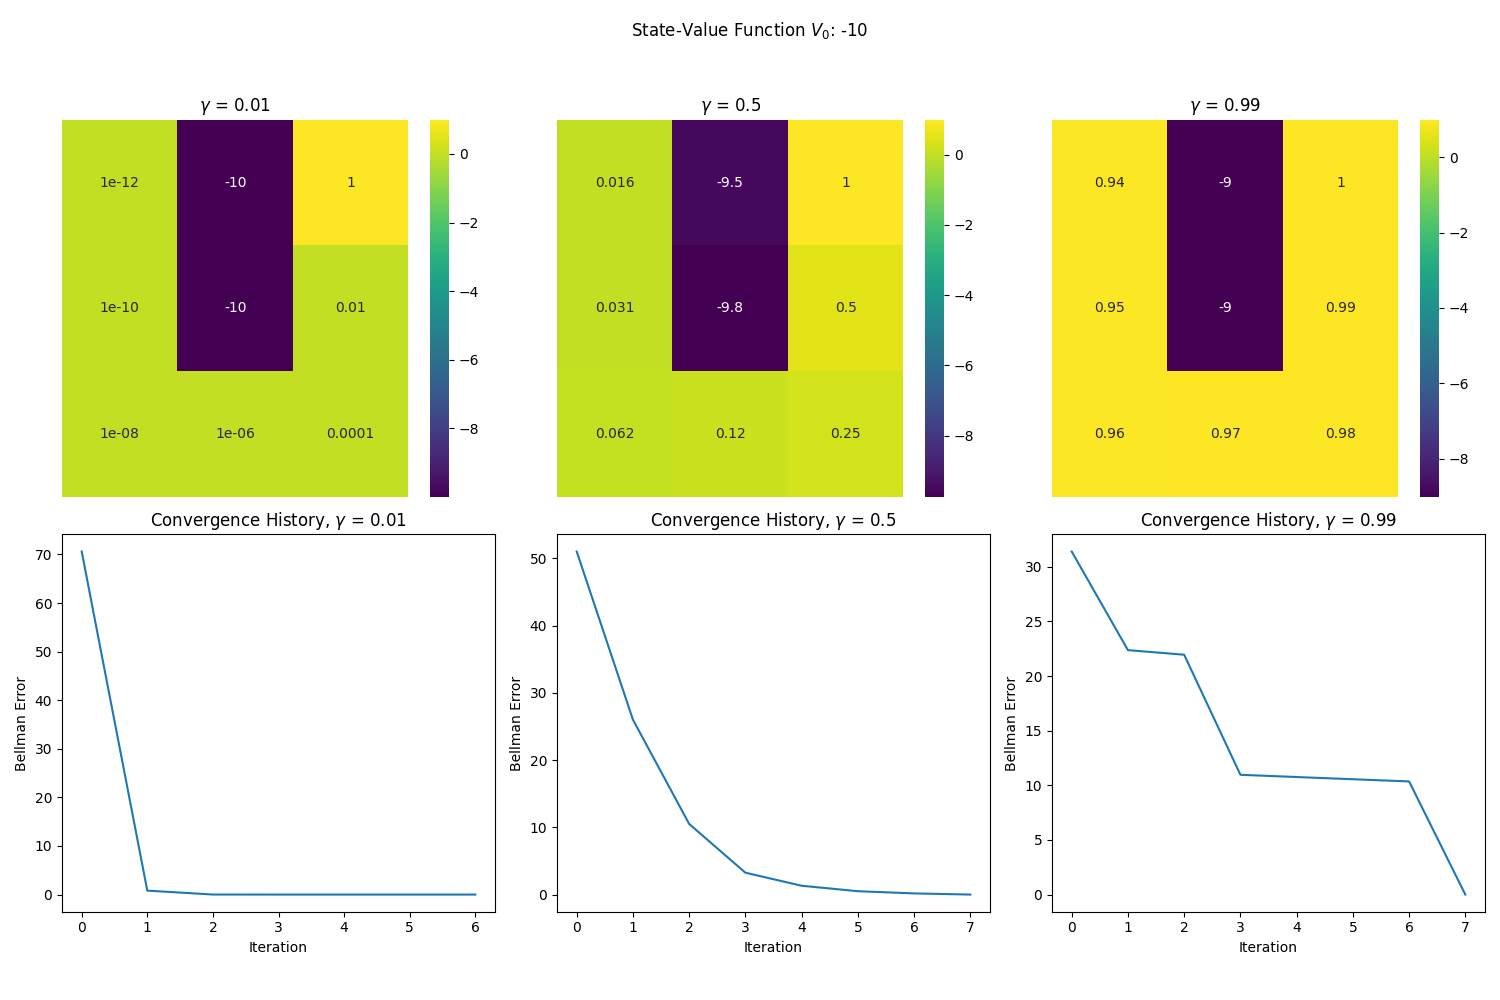 State-Value Function $V_0$: -10
γ = 0.01
γ = 0.5
γ = 0.99
1e-12 -10 1
1e-10 -10 0.01
1e-08 1e-06 0.0001
0
−2
−4
−6
−8
0.016 -9.5 1
0.031 -9.8 0.5
0.062 0.12 0.25
0
−2
−4
−6
−8
0.94 -9 1
0.95 -9 0.99
0.96 0.97 0.98
0
−2
−4
−6
−8
Convergence History, γ = 0.01
70
60
50
40
30
20
10
0
Bellman Error
0 1 2 3 4 5 6
Iteration
Convergence History, γ = 0.5
50
40
30
20
10
0
Bellman Error
0 1 2 3 4 5 6 7
Iteration
Convergence History, γ = 0.99
30
25
20
15
10
5
0
Bellman Error
0 1 2 3 4 5 6 7
Iteration